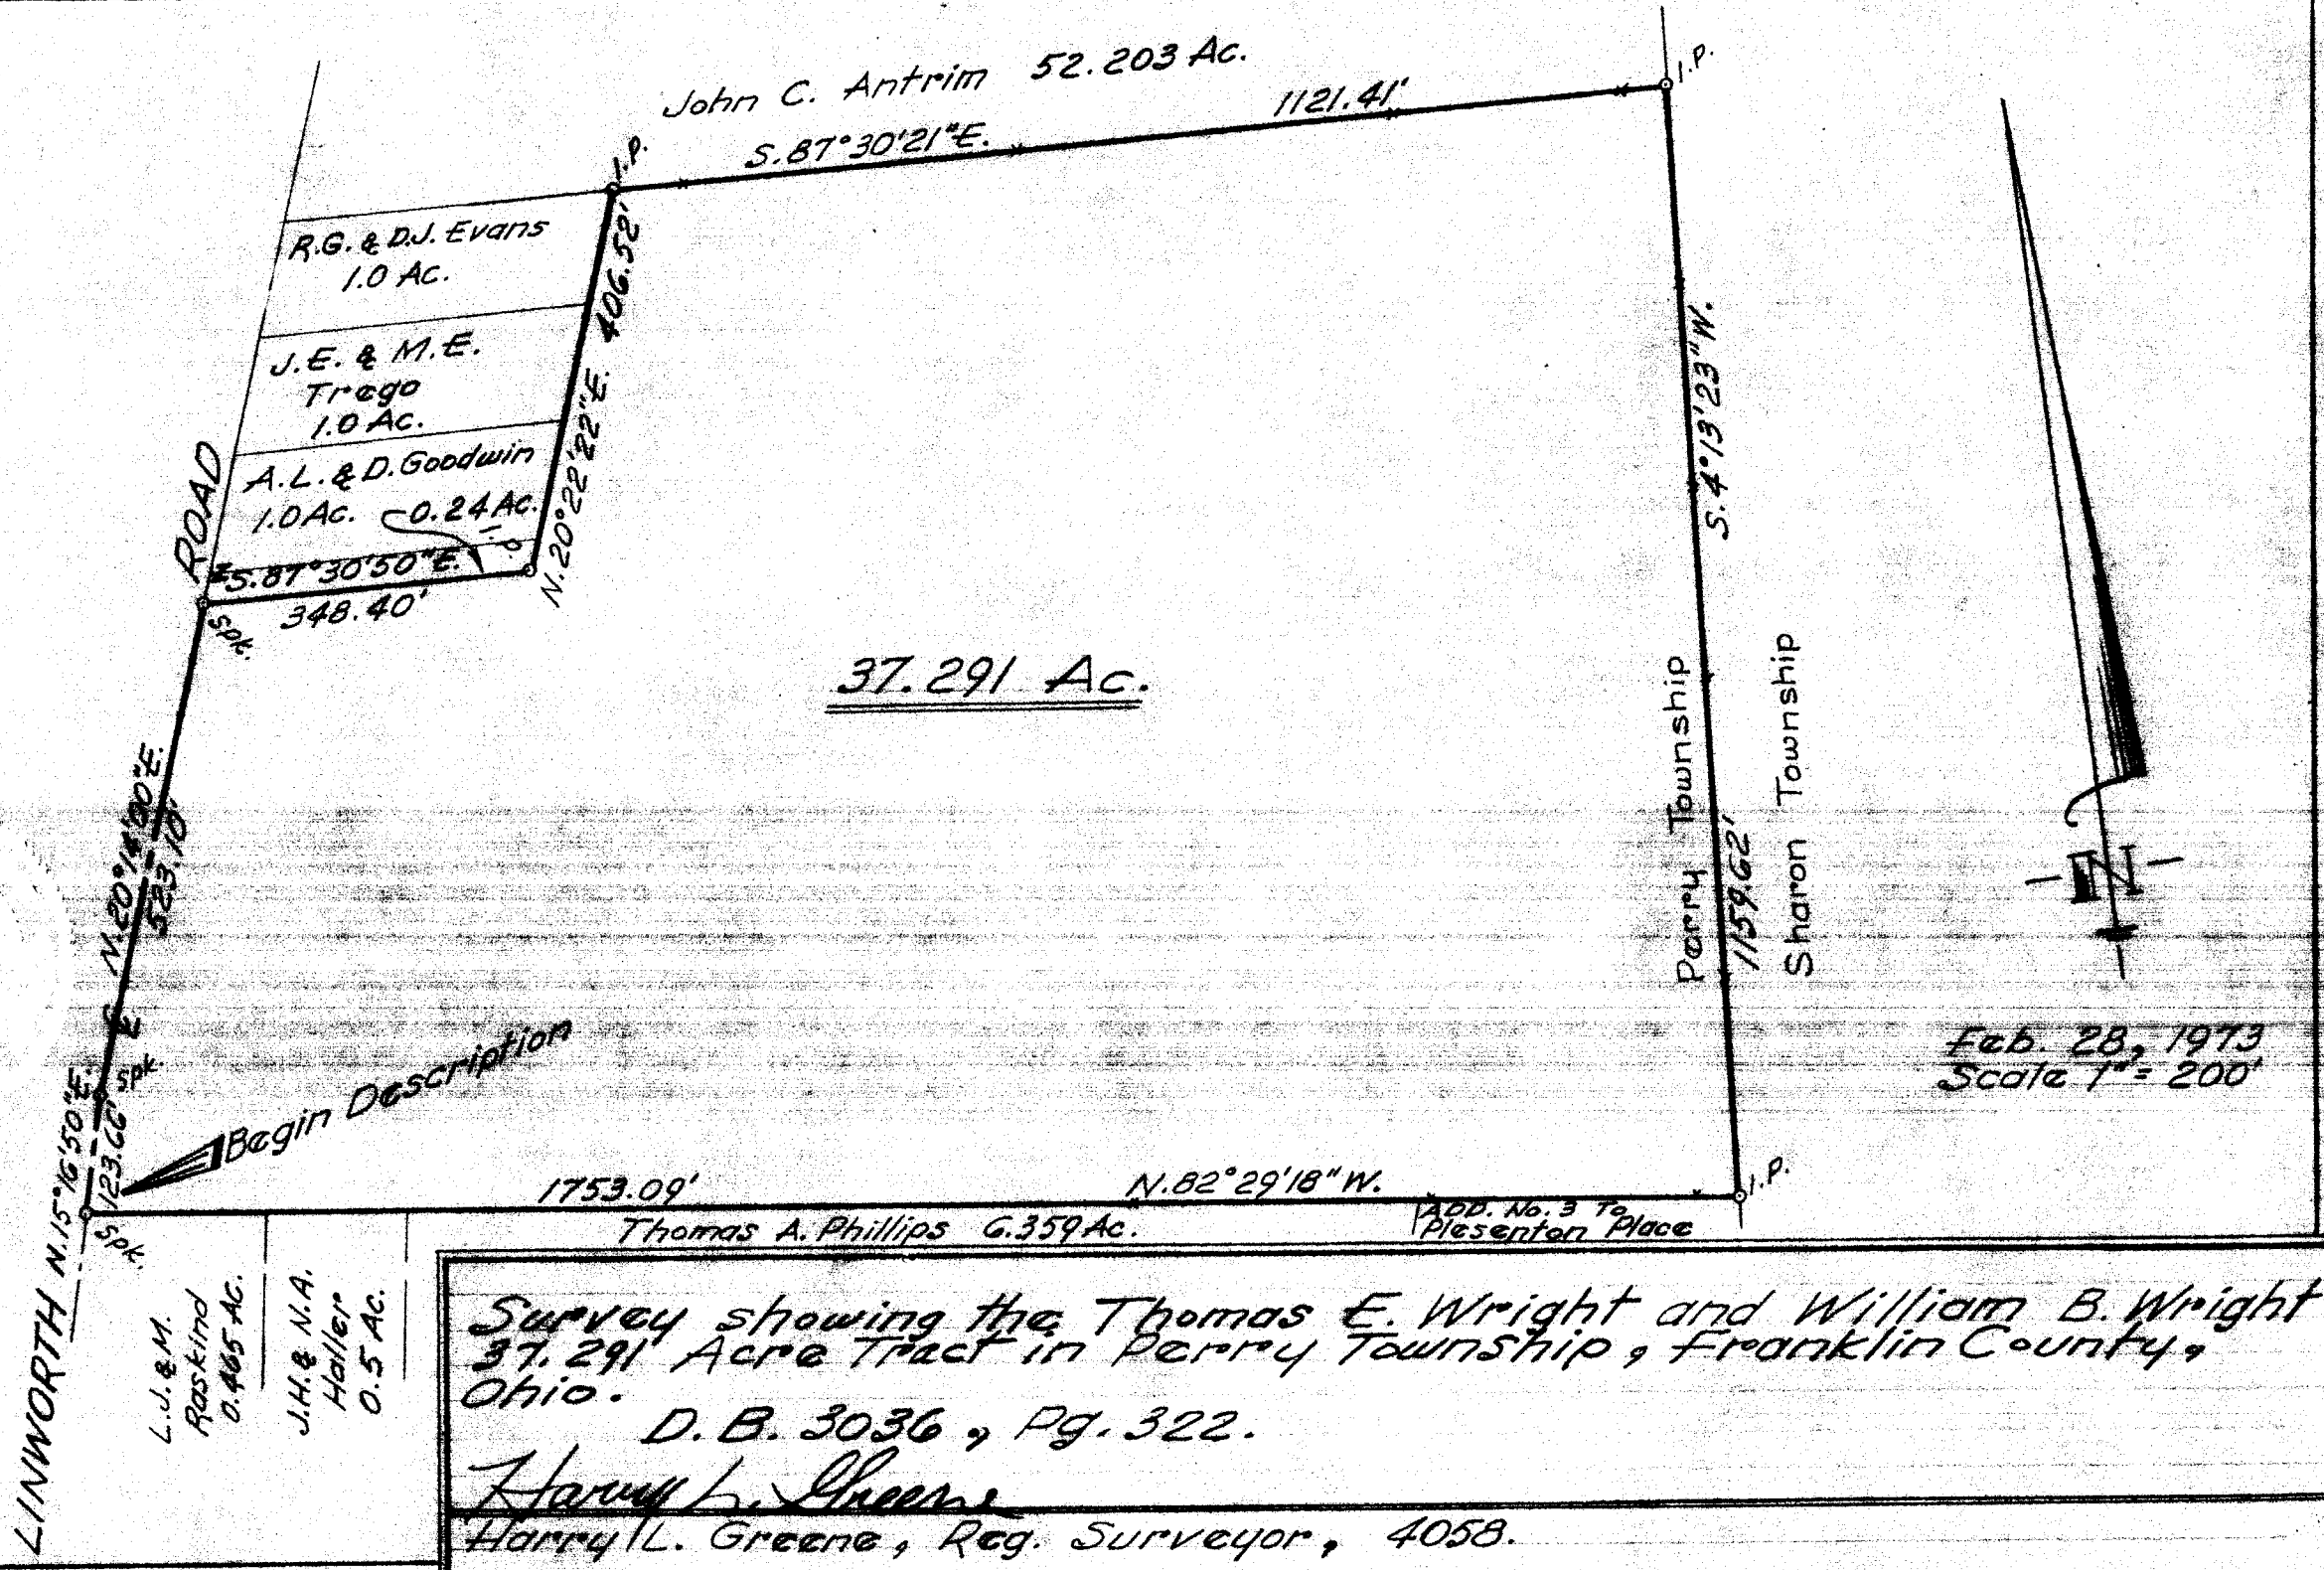 John C. Antrim 52.203 Ac.
S.87°30'21"E.
1121.41'
I.P.
I.P.
R.G. & D.J. Evans
1.0 Ac.
406.52'
N.20°22'22"E.
J.E. & M.E.
Trego
1.0 Ac.
A.L. & D. Goodwin
1.0 Ac.
0.24 Ac.
I.P.
ROAD
S.87°30'50"E.
348.40'
Spk.
37.291 Ac.
S.4°13'23"W.
1159.62'
Perry Township
Sharon Township
N
N.20°14'00"E.
523.10'
℄
Spk.
N.15°16'50"E.
123.66'
Begin Description
Spk.
Feb. 28, 1973
Scale 1"= 200'
1753.09'
N.82°29'18"W.
I.P.
Thomas A. Phillips 6.359 Ac.
ADD. No. 3 To
Plesenton Place
LINWORTH
L.J. & M.
Raskind
0.465 Ac.
J.H. & N.A.
Haller
0.5 Ac.
Survey showing the Thomas E. Wright and William B. Wright
37.291 Acre Tract in Perry Township, Franklin County,
Ohio.
D.B. 3036, Pg. 322.
Harry L. Greene
Harry L. Greene, Reg. Surveyor, 4058.